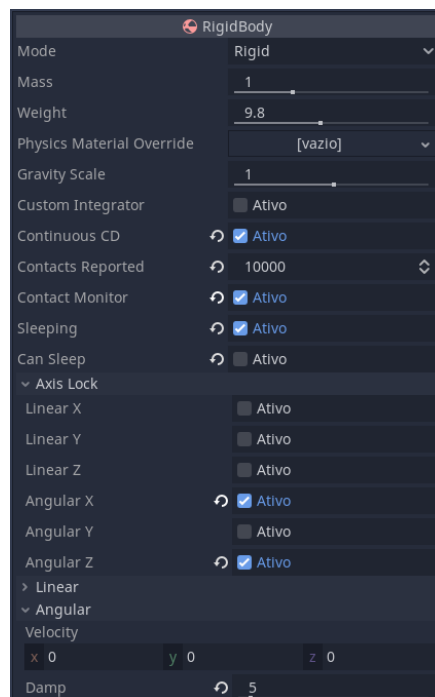 RigidBody
Mode Rigid
Mass 1
Weight 9.8
Physics Material Override [vazio]
Gravity Scale 1
Custom Integrator Ativo
Continuous CD Ativo
Contacts Reported 10000
Contact Monitor Ativo
Sleeping Ativo
Can Sleep Ativo
Axis Lock
Linear X Ativo
Linear Y Ativo
Linear Z Ativo
Angular X Ativo
Angular Y Ativo
Angular Z Ativo
Linear
Angular
Velocity
x 0 y 0 z 0
Damp 5